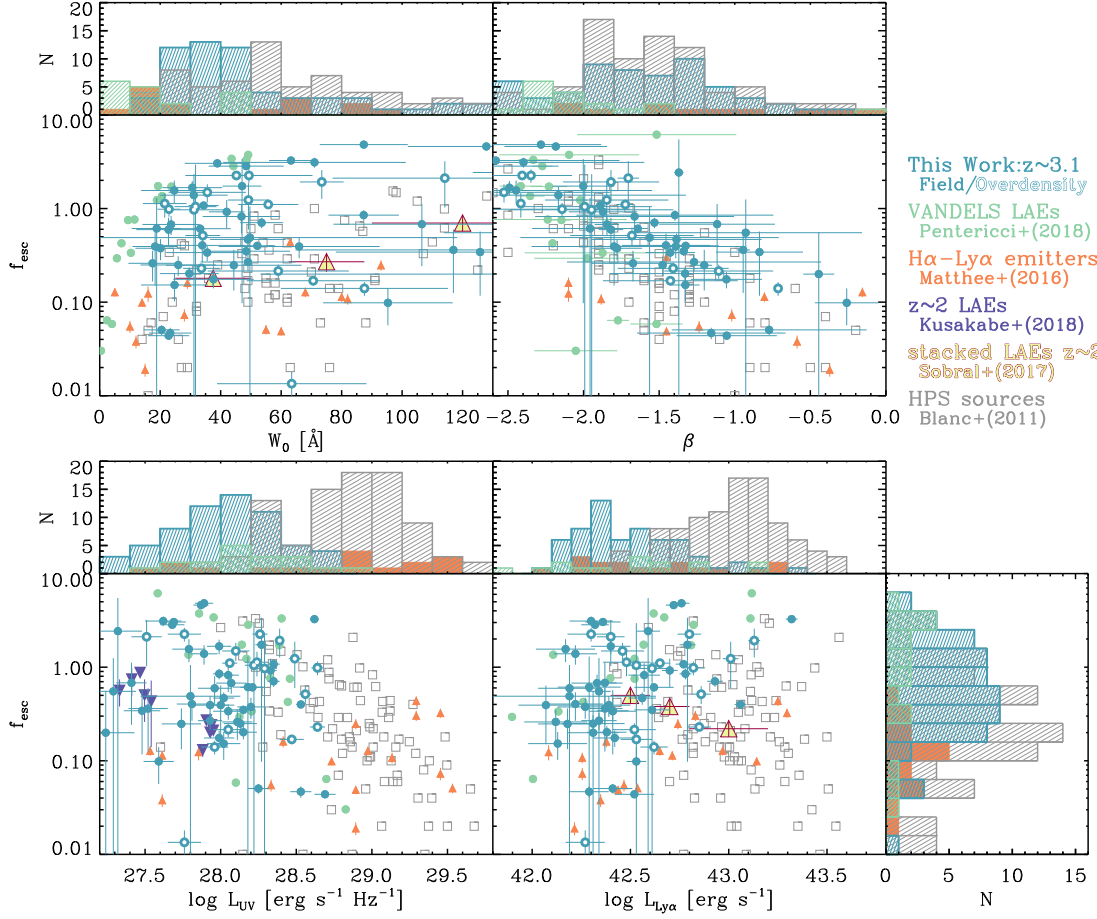 20
15
10
5
0
N
10.00
1.00
0.10
0.01
f_esc
0 20 40 60 80 100 120
W_0 [Å]
-2.5 -2.0 -1.5 -1.0 -0.5 0.0
β
This Work:z~3.1
Field/Overdensity
VANDELS LAEs
Pentericci+(2018)
Hα-Lyα emitters
Matthee+(2016)
z~2 LAEs
Kusakabe+(2018)
stacked LAEs z~2
Sobral+(2017)
HPS sources
Blanc+(2011)
20
15
10
5
0
N
10.00
1.00
0.10
0.01
f_esc
27.5 28.0 28.5 29.0 29.5
log L_UV [erg s⁻¹ Hz⁻¹]
42.0 42.5 43.0 43.5
log L_Lyα [erg s⁻¹]
0 5 10 15
N